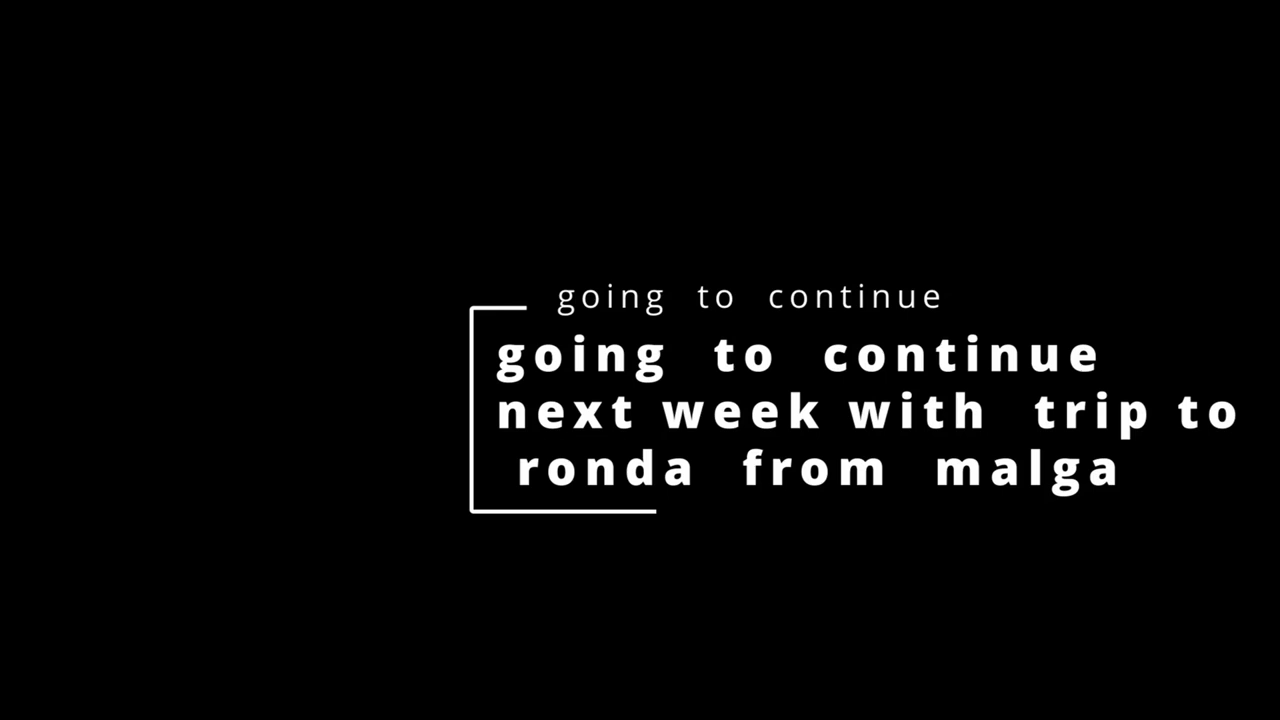 going to continue
going to continue
next week with trip to
ronda from malga